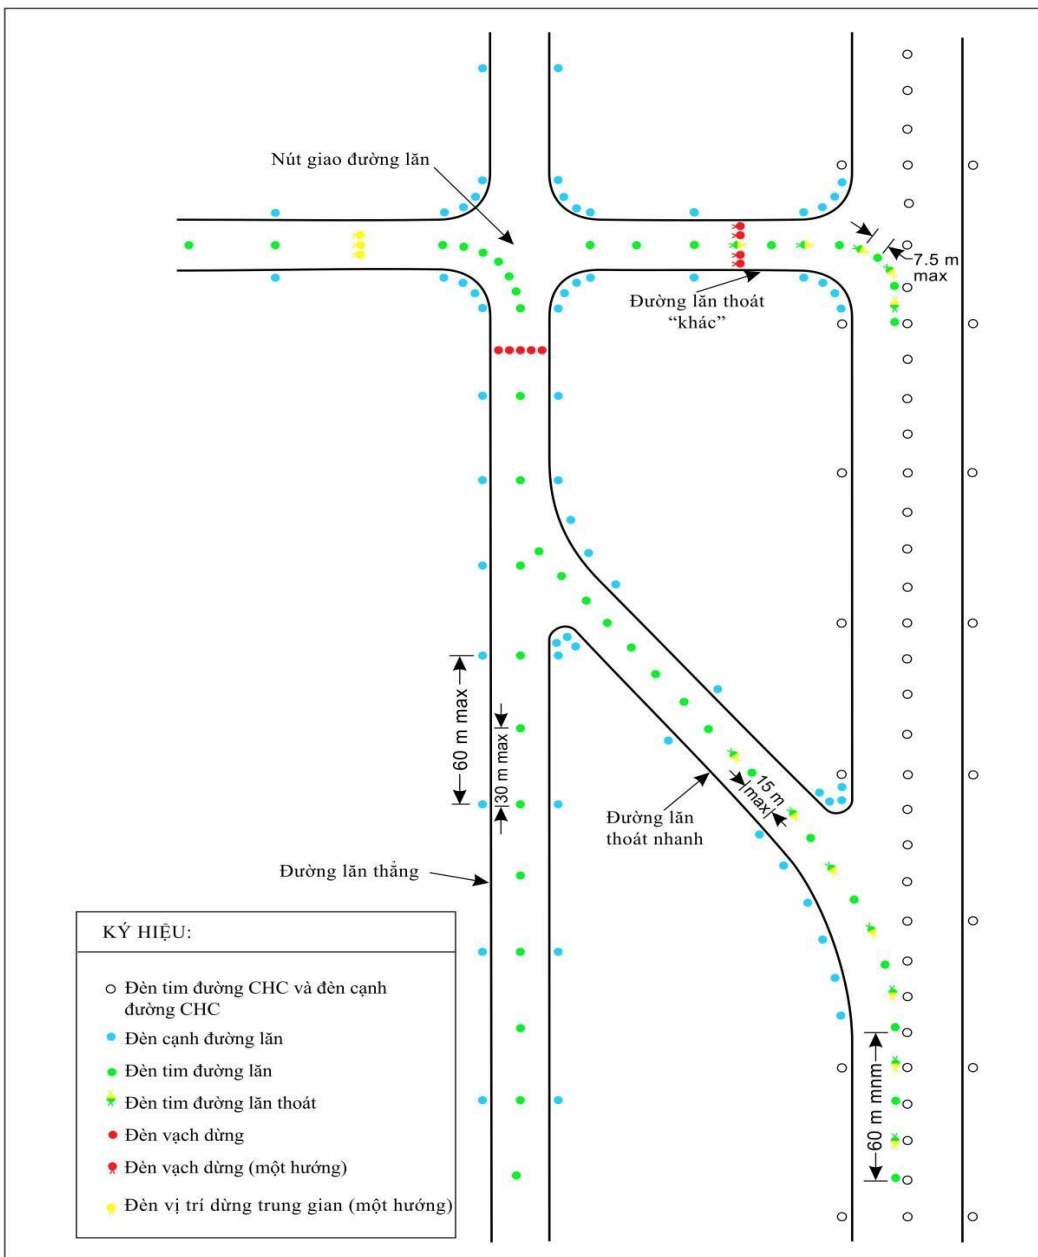 Nút giao đường lăn
7.5 m
max
Đường lăn thoát
“khác”
60 m max
30 m max
15 m
max
Đường lăn
thoát nhanh
Đường lăn thẳng
60 m mnm
KÝ HIỆU:
Đèn tim đường CHC và đèn cạnh
đường CHC
Đèn cạnh đường lăn
Đèn tim đường lăn
Đèn tim đường lăn thoát
Đèn vạch dừng
Đèn vạch dừng (một hướng)
Đèn vị trí dừng trung gian (một hướng)